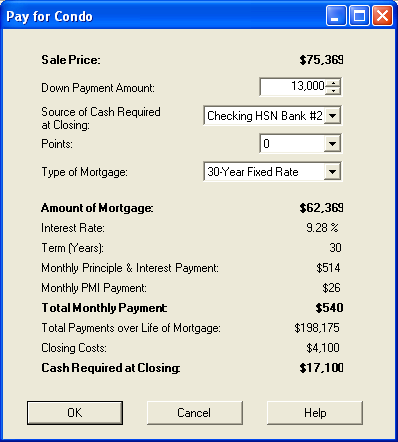 Pay for Condo
Sale Price: $75,369
Down Payment Amount: 13,000
Source of Cash Required
at Closing: Checking HSN Bank #2
Points: 0
Type of Mortgage: 30-Year Fixed Rate
Amount of Mortgage: $62,369
Interest Rate: 9.28 %
Term (Years): 30
Monthly Principle & Interest Payment: $514
Monthly PMI Payment: $26
Total Monthly Payment: $540
Total Payments over Life of Mortgage: $198,175
Closing Costs: $4,100
Cash Required at Closing: $17,100
OK Cancel Help